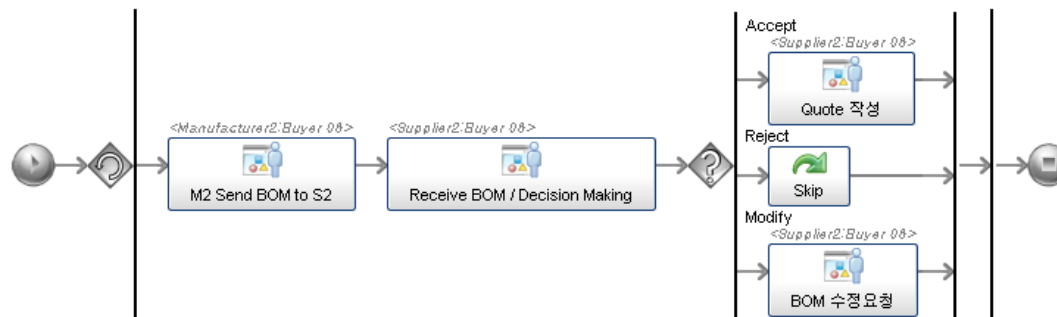 Accept
<Supplier2:Buyer 08>
Quote 작성
<Manufacturer2:Buyer 08>
M2 Send BOM to S2
<Supplier2:Buyer 08>
Receive BOM / Decision Making
?
Reject
Skip
Modify
<Supplier2:Buyer 08>
BOM 수정요청